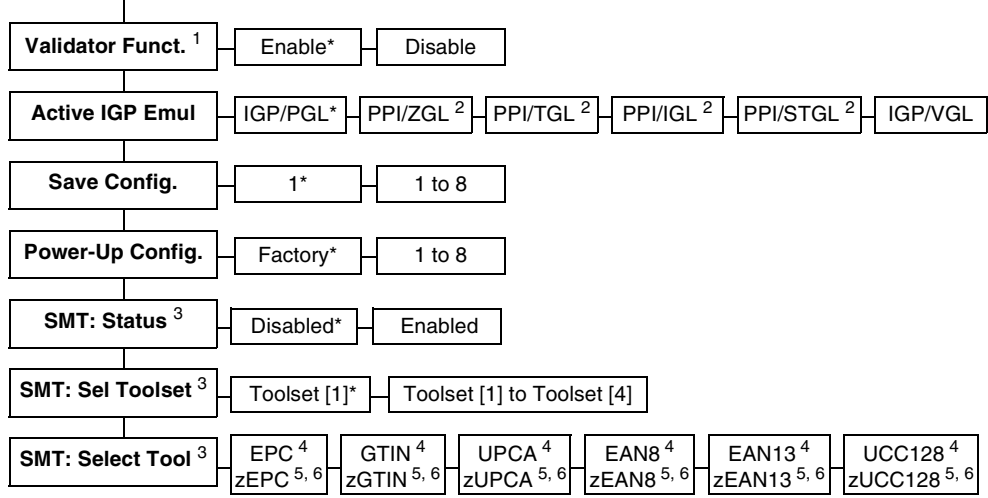 Validator Funct. 1 Enable* Disable
Active IGP Emul IGP/PGL* PPI/ZGL 2 PPI/TGL 2 PPI/IGL 2 PPI/STGL 2 IGP/VGL
Save Config. 1* 1 to 8
Power-Up Config. Factory* 1 to 8
SMT: Status 3 Disabled* Enabled
SMT: Sel Toolset 3 Toolset [1]* Toolset [1] to Toolset [4]
SMT: Select Tool 3
EPC 4 GTIN 4 UPCA 4 EAN8 4 EAN13 4 UCC128 4
zEPC 5, 6 zGTIN 5, 6 zUPCA 5, 6 zEAN8 5, 6 zEAN13 5, 6 zUCC128 5, 6